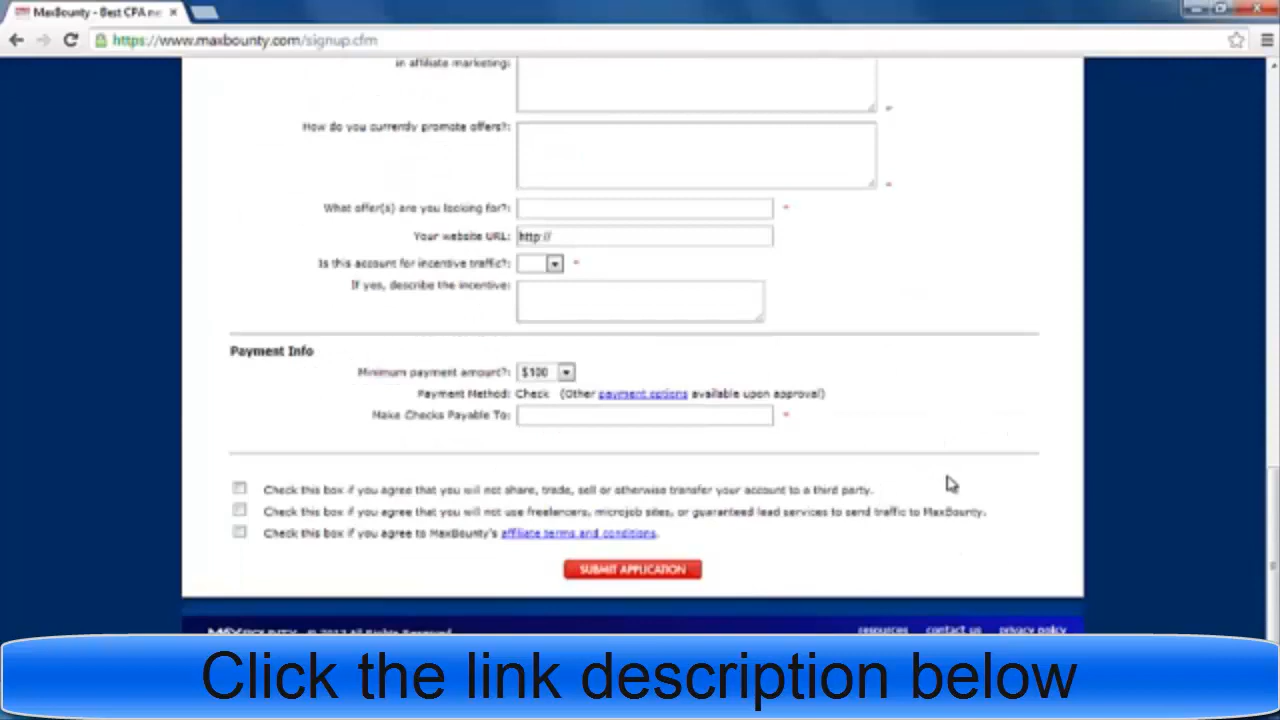 MaxBounty - Best CPA ne
https://www.maxbounty.com/signup.cfm
in affiliate marketing:
*
How do you currently promote offers?:
*
What offer(s) are you looking for?: *
Your website URL: http://
Is this account for incentive traffic?: *
If yes, describe the incentive:
Payment Info
Minimum payment amount?: $100
Payment Method: Check (Other payment options available upon approval)
Make Checks Payable To: *
Check this box if you agree that you will not share, trade, sell or otherwise transfer your account to a third party.
Check this box if you agree that you will not use freelancers, microjob sites, or guaranteed lead services to send traffic to MaxBounty.
Check this box if you agree to MaxBounty's affiliate terms and conditions.
SUBMIT APPLICATION
MAXBOUNTY © 2013 All Rights Reserved resources contact us privacy policy
Click the link description below